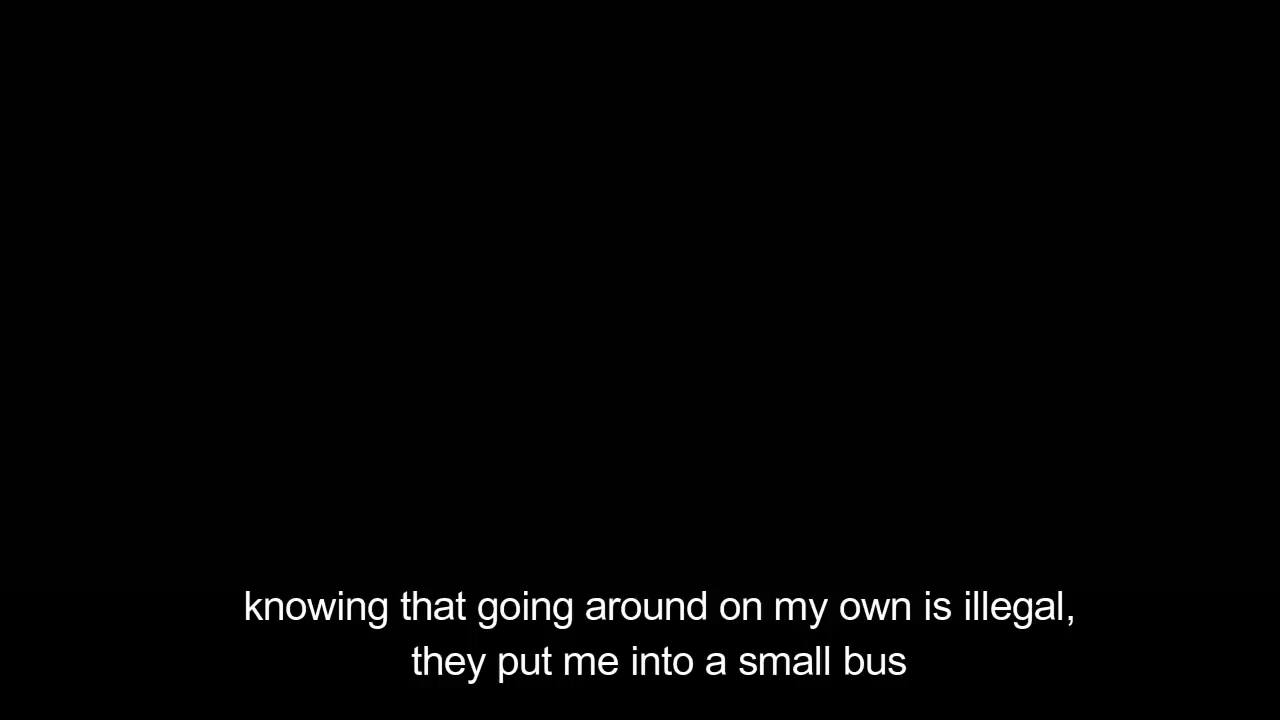 knowing that going around on my own is illegal,
they put me into a small bus